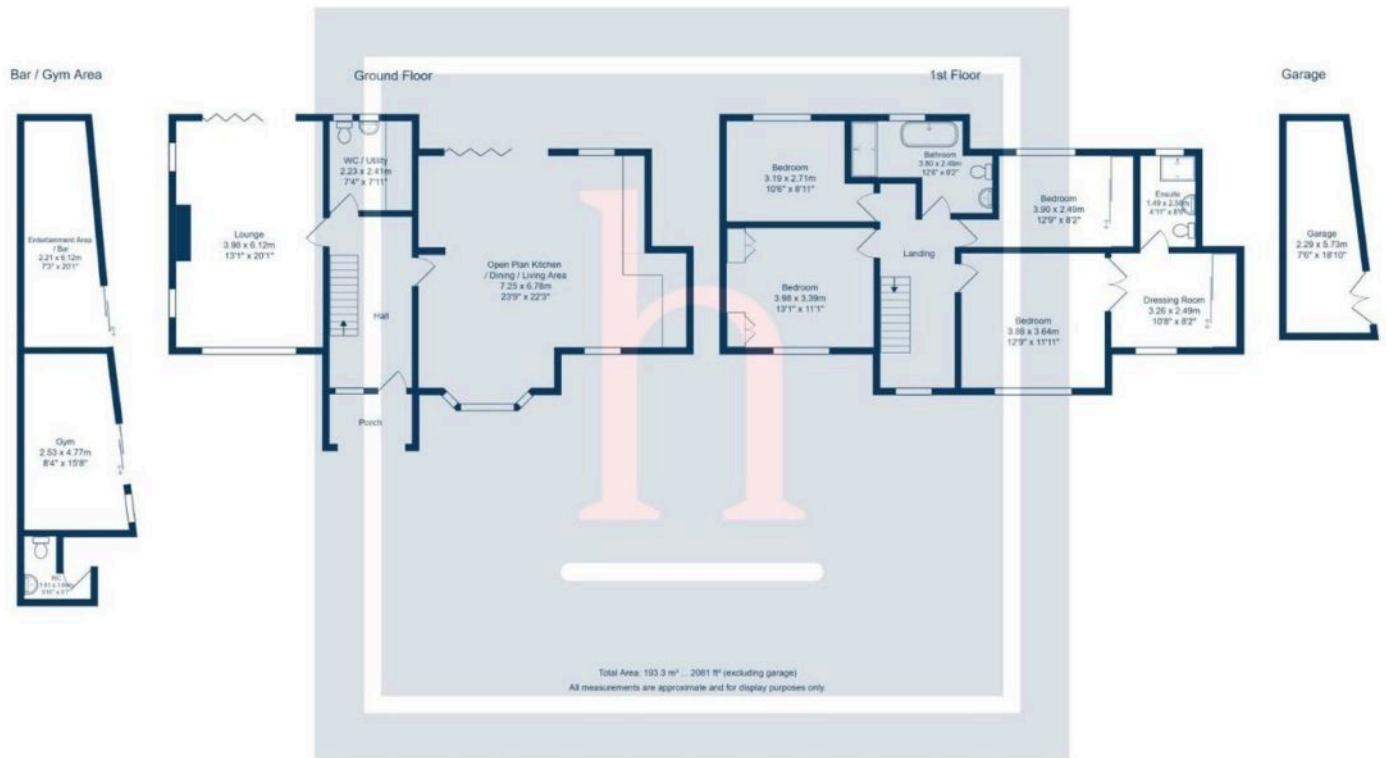 Bar / Gym Area
Ground Floor
1st Floor
Garage
Entertainment Area
/ Bar
2.21 x 6.12m
7'3" x 20'1"
Gym
2.53 x 4.77m
8'4" x 15'8"
WC
Lounge
3.98 x 6.12m
13'1" x 20'1"
WC / Utility
2.23 x 2.41m
7'4" x 7'11"
Hall
Porch
Open Plan Kitchen
/ Dining / Living Area
7.25 x 6.78m
23'9" x 22'3"
Bedroom
3.19 x 2.71m
10'6" x 8'11"
Bathroom
3.80 x 2.49m
12'6" x 8'2"
Bedroom
3.90 x 2.49m
12'9" x 8'2"
Ensuite
Landing
Bedroom
3.98 x 3.39m
13'1" x 11'1"
Bedroom
3.88 x 3.64m
12'9" x 11'11"
Dressing Room
3.26 x 2.49m
10'8" x 8'2"
Garage
2.29 x 5.73m
7'6" x 18'10"
h
Total Area: 193.3 m² ... 2081 ft² (excluding garage)
All measurements are approximate and for display purposes only.